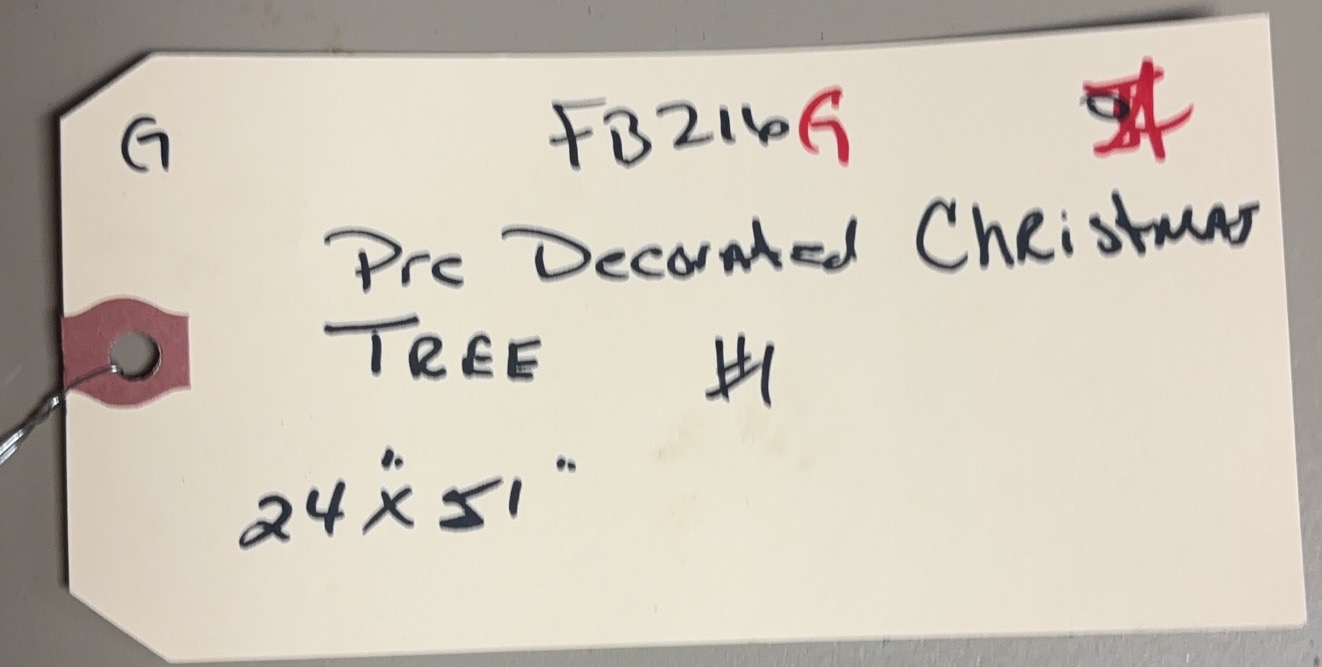 G FB216G
Pre Decorated Christmas
TREE #1
24" x 51"